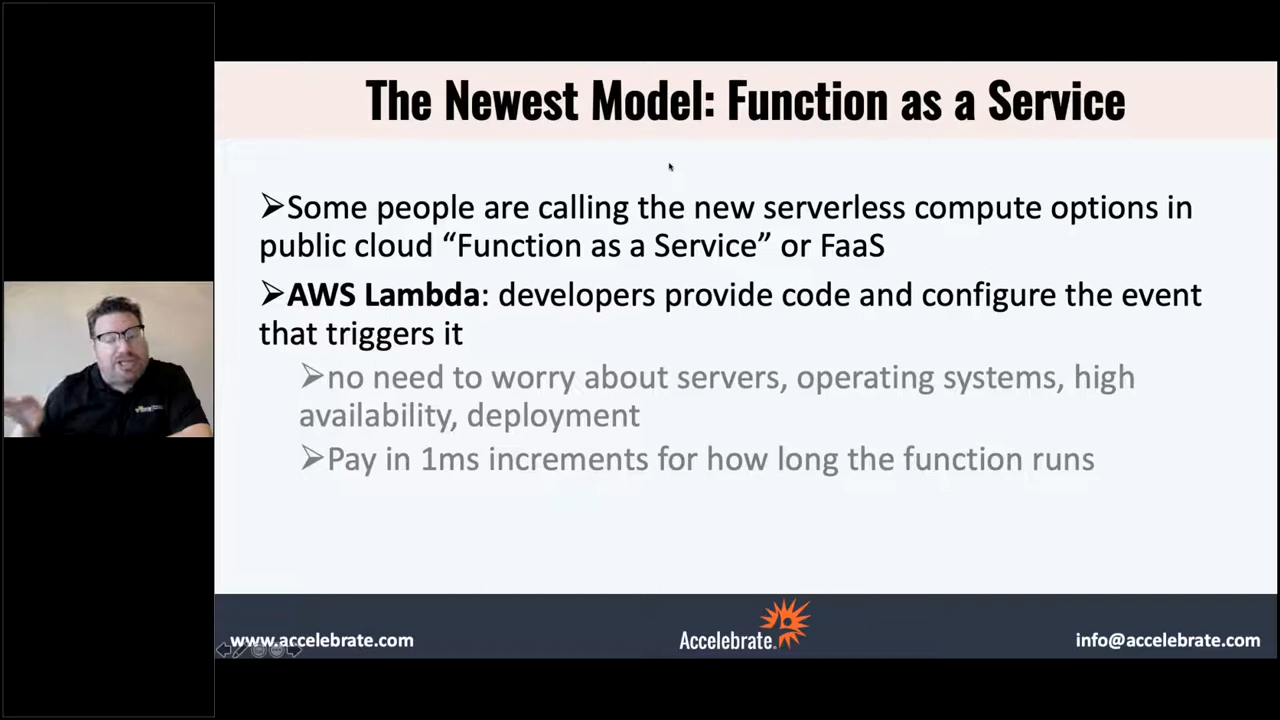 The Newest Model: Function as a Service
➢Some people are calling the new serverless compute options in
public cloud “Function as a Service” or FaaS
➢AWS Lambda: developers provide code and configure the event
that triggers it
➢no need to worry about servers, operating systems, high
availability, deployment
➢Pay in 1ms increments for how long the function runs
www.accelebrate.com
Accelebrate
info@accelebrate.com